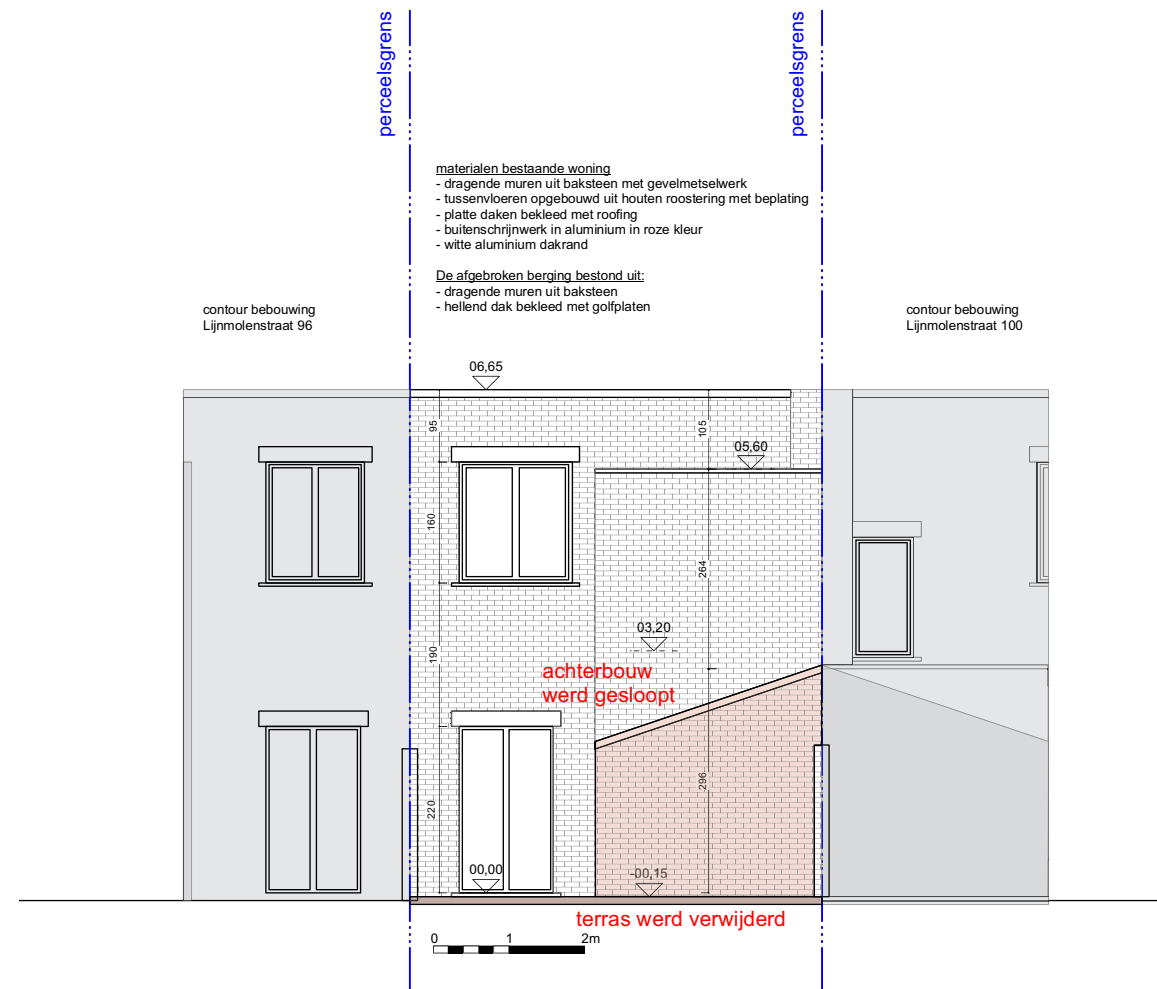 perceelsgrens
perceelsgrens
materialen bestaande woning
- dragende muren uit baksteen met gevelmetselwerk
- tussenvloeren opgebouwd uit houten roostering met beplating
- platte daken bekleed met roofing
- buitenschrijnwerk in aluminium in roze kleur
- witte aluminium dakrand
De afgebroken berging bestond uit:
- dragende muren uit baksteen
- hellend dak bekleed met golfplaten
contour bebouwing
Lijnmolenstraat 96
contour bebouwing
Lijnmolenstraat 100
06,65
95
105
05,60
160
264
03,20
190
achterbouw
werd gesloopt
296
220
00,00
-00,15
terras werd verwijderd
0 1 2m